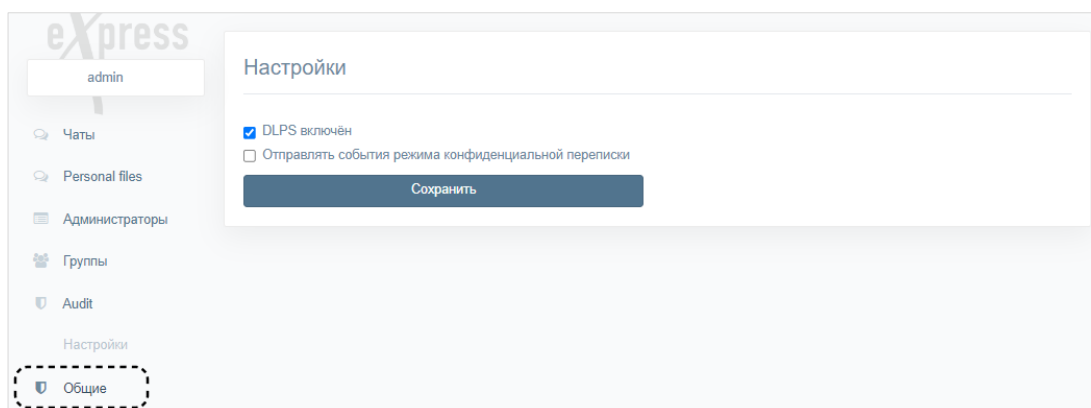 eXpress
admin
Чаты
Personal files
Администраторы
Группы
Audit
Настройки
Общие
Настройки
DLPS включён
Отправлять события режима конфиденциальной переписки
Сохранить